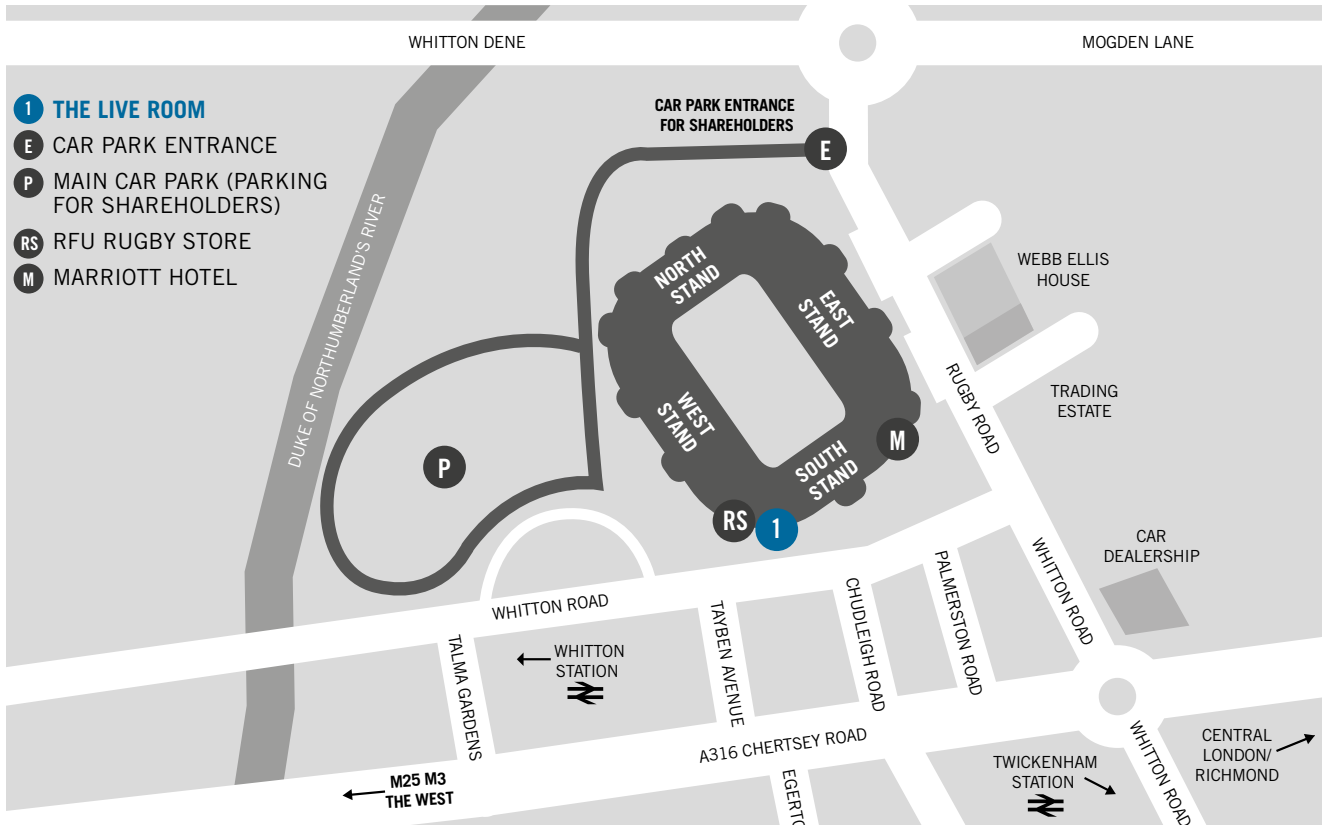 WHITTON DENE
MOGDEN LANE
1 THE LIVE ROOM
E CAR PARK ENTRANCE
P MAIN CAR PARK (PARKING
FOR SHAREHOLDERS)
RS RFU RUGBY STORE
M MARRIOTT HOTEL
CAR PARK ENTRANCE
FOR SHAREHOLDERS
E
DUKE OF NORTHUMBERLAND'S RIVER
NORTH
STAND
EAST
STAND
WEST
STAND
SOUTH
STAND
M
P
RS
1
WEBB ELLIS
HOUSE
RUGBY ROAD
TRADING
ESTATE
CAR
DEALERSHIP
WHITTON ROAD
WHITTON ROAD
TALMA GARDENS
WHITTON
STATION
TAYBEN AVENUE
CHUDLEIGH ROAD
PALMERSTON ROAD
A316 CHERTSEY ROAD
M25 M3
THE WEST
EGERTO
TWICKENHAM
STATION
WHITTON ROAD
CENTRAL
LONDON/
RICHMOND